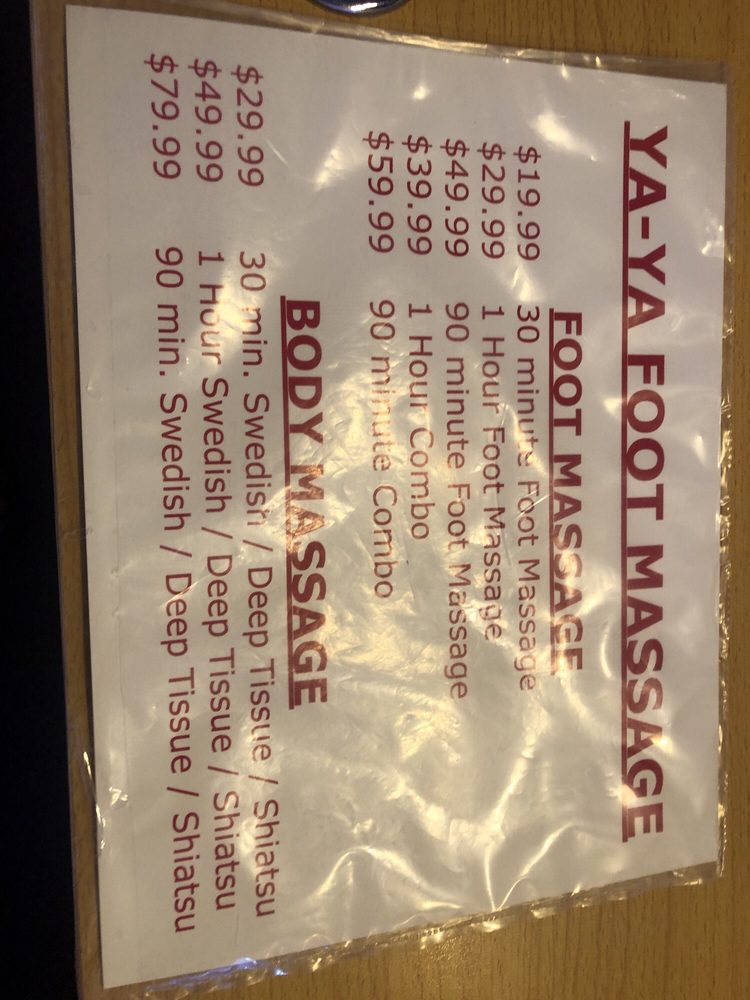 YA-YA FOOT MASSAGE
FOOT MASSAGE
$19.99 30 minute Foot Massage
$29.99 1 Hour Foot Massage
$49.99 90 minute Foot Massage
$39.99 1 Hour Combo
$59.99 90 minute Combo
BODY MASSAGE
$29.99 30 min. Swedish / Deep Tissue / Shiatsu
$49.99 1 Hour Swedish / Deep Tissue / Shiatsu
$79.99 90 min. Swedish / Deep Tissue / Shiatsu